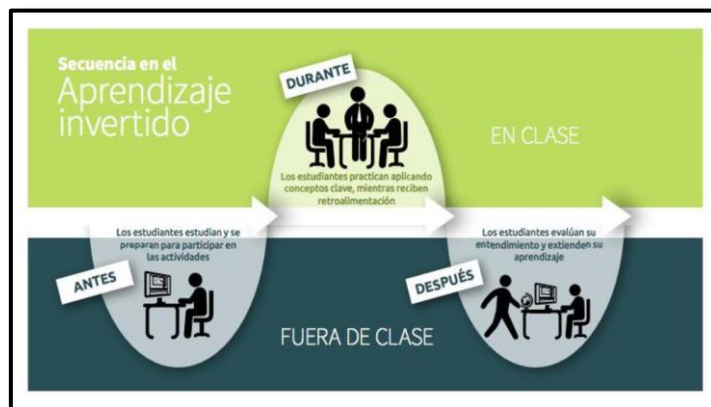 Secuencia en el
Aprendizaje
invertido
DURANTE
EN CLASE
Los estudiantes practican aplicando
conceptos clave, mientras reciben
retroalimentación
Los estudiantes estudian y se
preparan para participar en
las actividades
ANTES
Los estudiantes evalúan su
entendimiento y extienden su
aprendizaje
DESPUÉS
FUERA DE CLASE